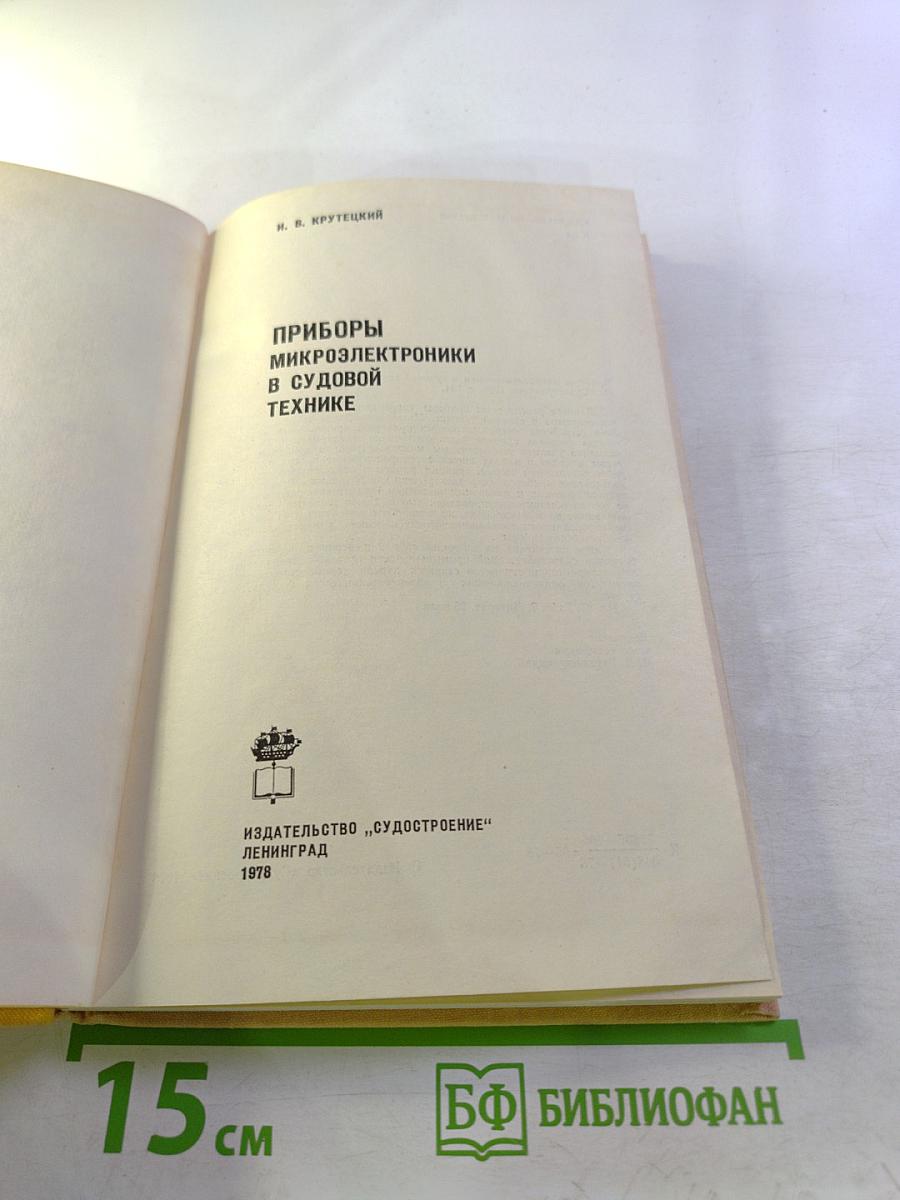 И. В. КРУТЕЦКИЙ
ПРИБОРЫ
МИКРОЭЛЕКТРОНИКИ
В СУДОВОЙ
ТЕХНИКЕ
ИЗДАТЕЛЬСТВО „СУДОСТРОЕНИЕ“
ЛЕНИНГРАД
1978
15 см
БФ БИБЛИОФАН